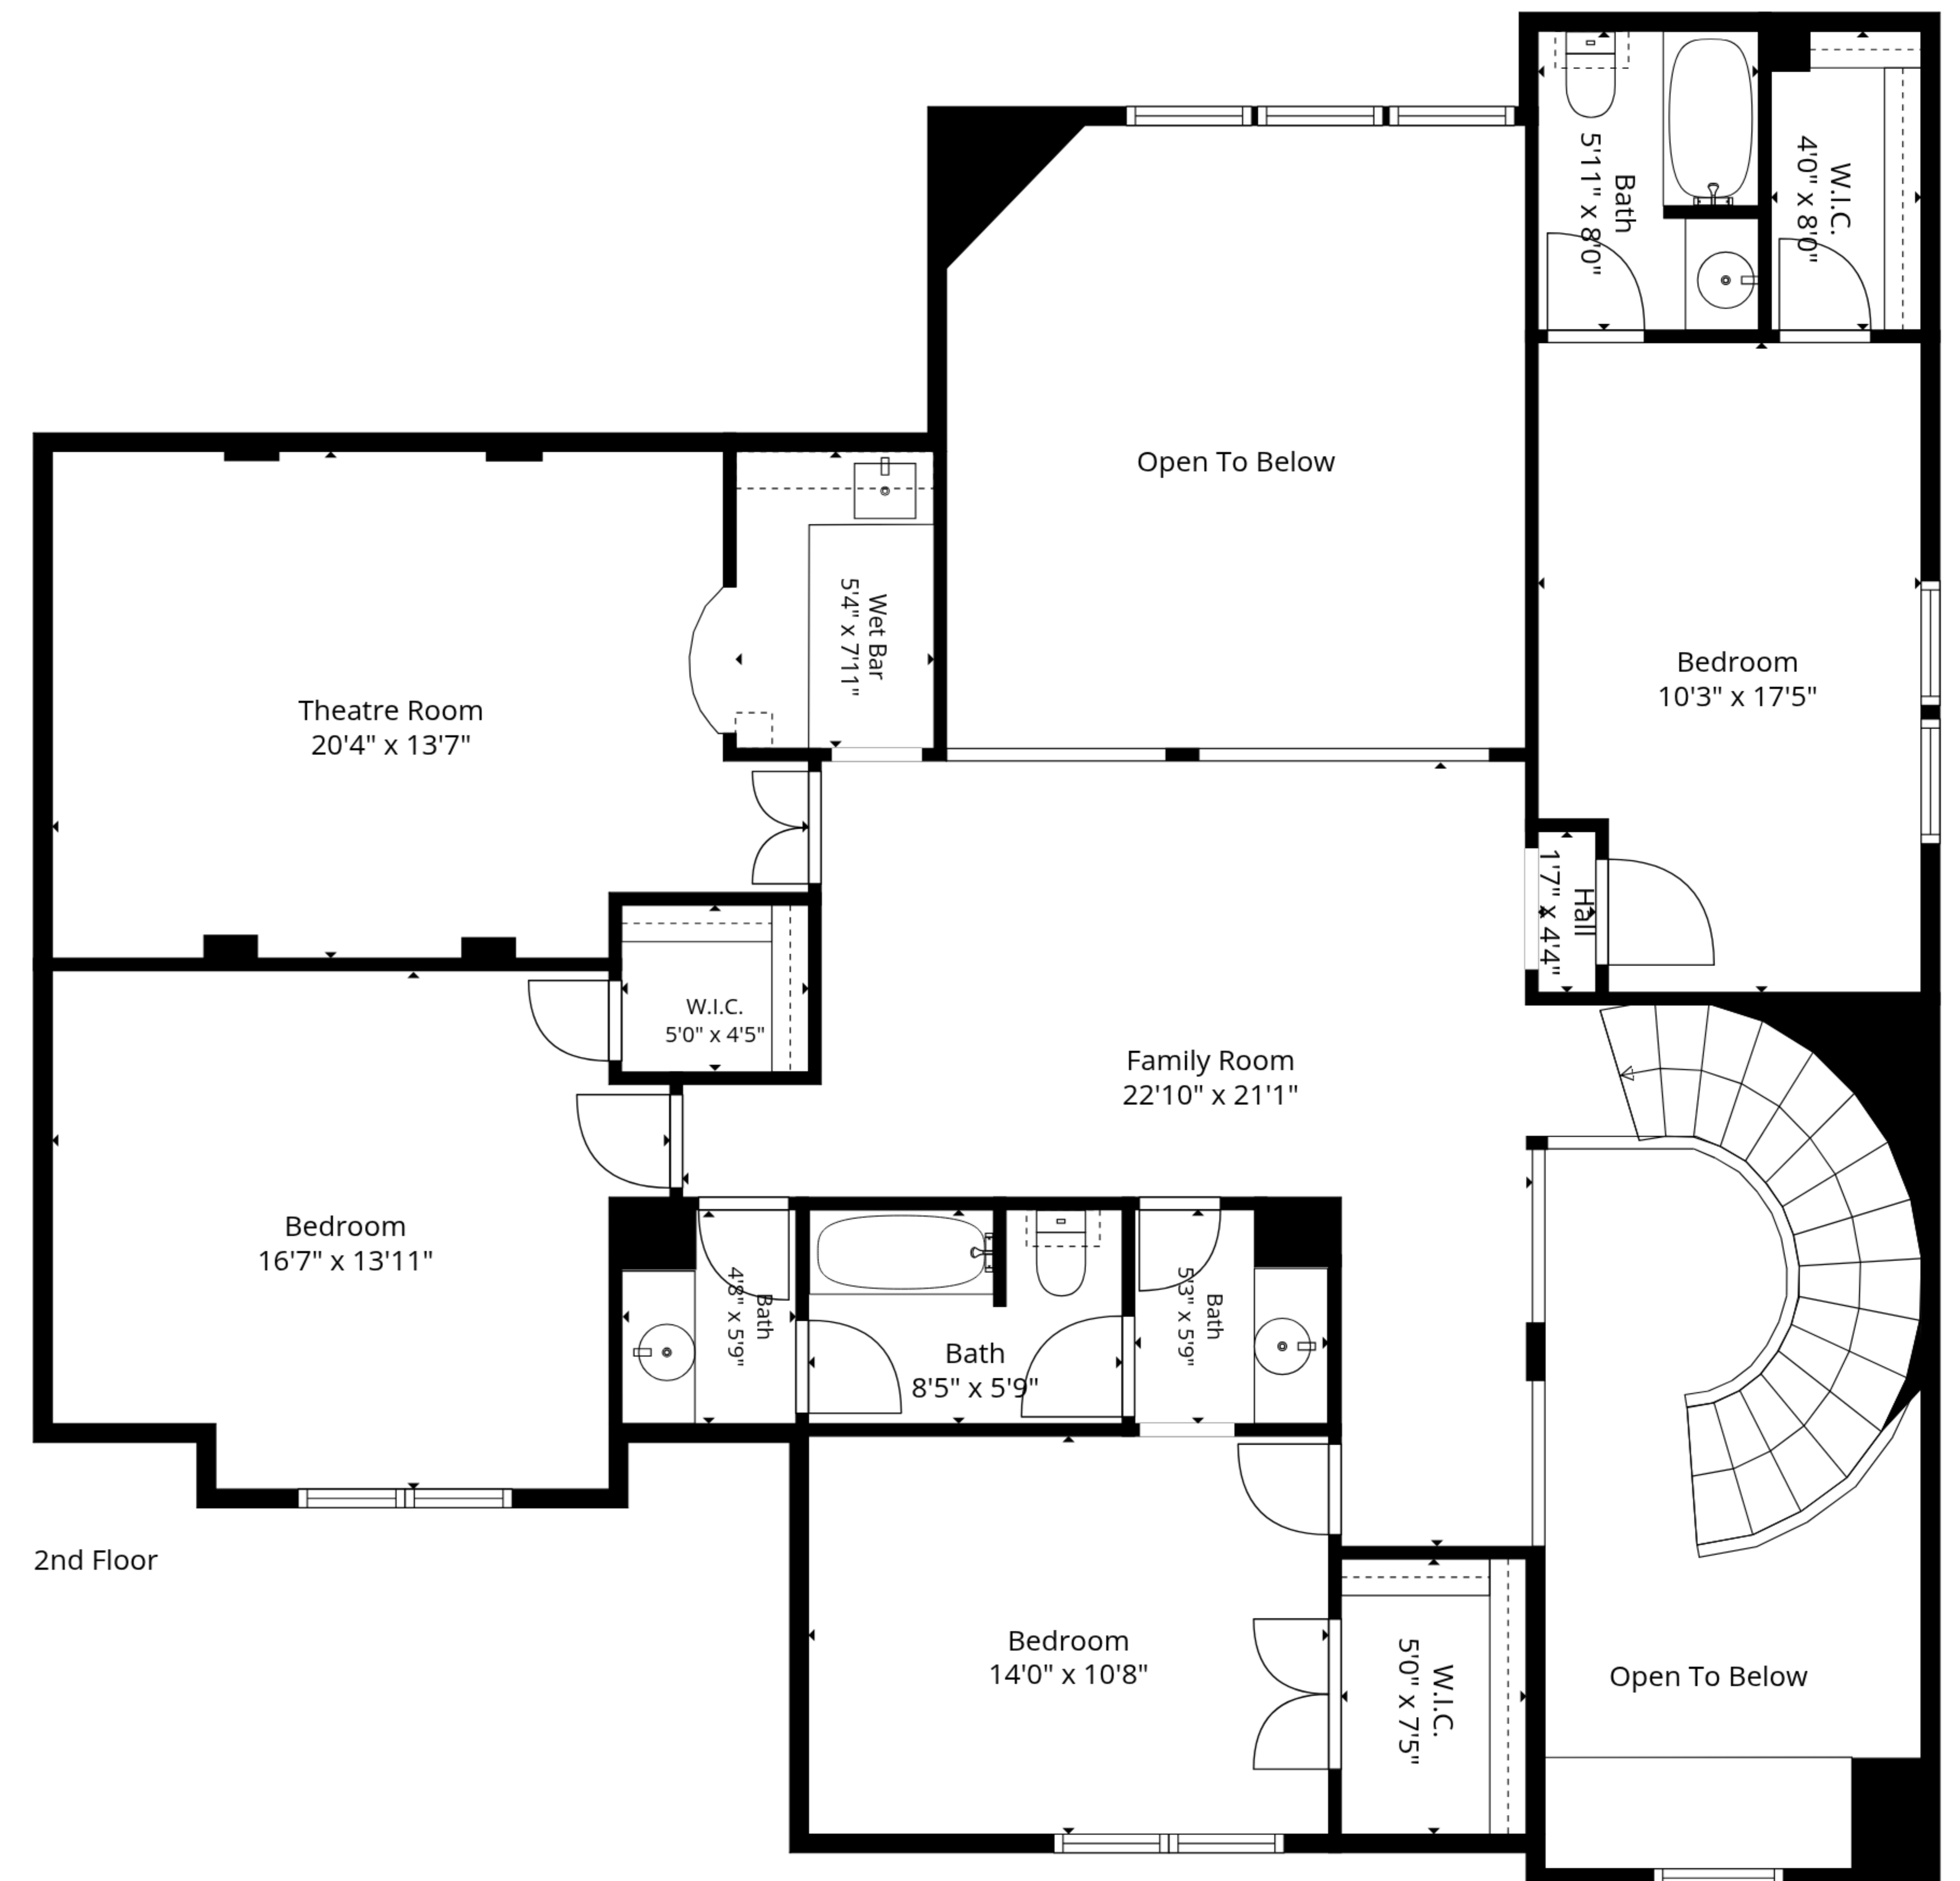 Bath
5'11" x 8'0"
W.I.C.
4'0" x 8'0"
Open To Below
Wet Bar
5'4" x 7'11"
Bedroom
10'3" x 17'5"
Theatre Room
20'4" x 13'7"
Hall
1'7" x 4'4"
W.I.C.
5'0" x 4'5"
Family Room
22'10" x 21'1"
Bedroom
16'7" x 13'11"
Bath
4'8" x 5'9"
Bath
8'5" x 5'9"
Bath
5'3" x 5'9"
2nd Floor
Bedroom
14'0" x 10'8"
W.I.C.
5'0" x 7'5"
Open To Below